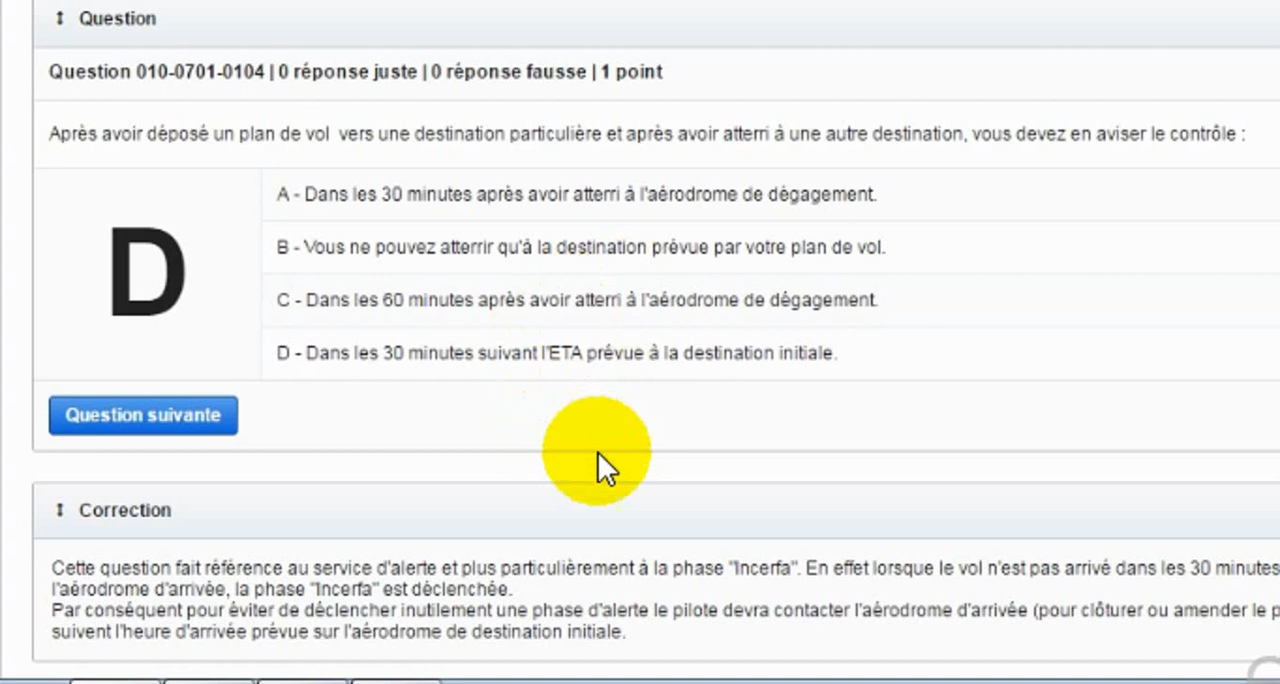 Question
Question 010-0701-0104 | 0 réponse juste | 0 réponse fausse | 1 point
Après avoir déposé un plan de vol vers une destination particulière et après avoir atterri à une autre destination, vous devez en aviser le contrôle :
D
A - Dans les 30 minutes après avoir atterri à l'aérodrome de dégagement.
B - Vous ne pouvez atterrir qu'à la destination prévue par votre plan de vol.
C - Dans les 60 minutes après avoir atterri à l'aérodrome de dégagement.
D - Dans les 30 minutes suivant l'ETA prévue à la destination initiale.
Question suivante
Correction
Cette question fait référence au service d'alerte et plus particulièrement à la phase "Incerfa". En effet lorsque le vol n'est pas arrivé dans les 30 minutes
l'aérodrome d'arrivée, la phase "Incerfa" est déclenchée.
Par conséquent pour éviter de déclencher inutilement une phase d'alerte le pilote devra contacter l'aérodrome d'arrivée (pour clôturer ou amender le p
suivent l'heure d'arrivée prévue sur l'aérodrome de destination initiale.